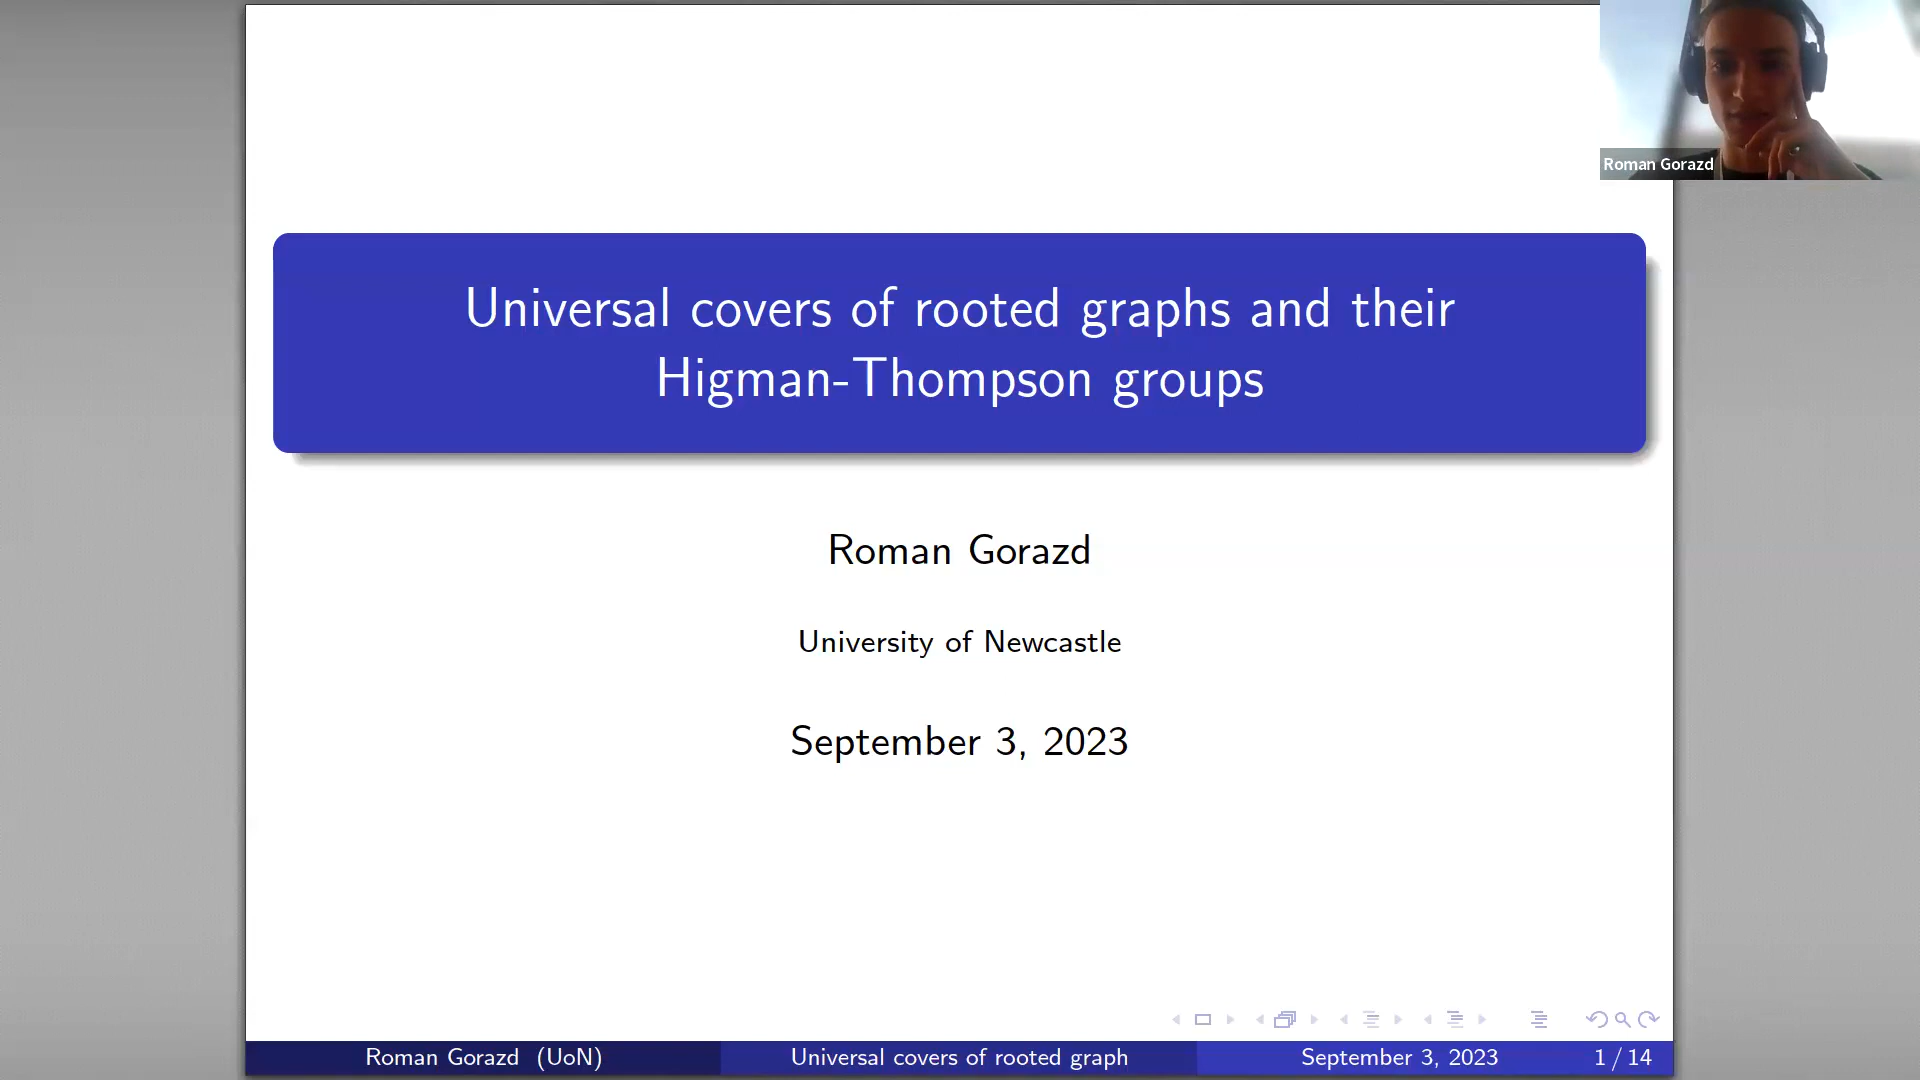 Roman Gorazd
Universal covers of rooted graphs and their
Higman-Thompson groups
Roman Gorazd
University of Newcastle
September 3, 2023
Roman Gorazd (UoN)
Universal covers of rooted graph
September 3, 2023
1 / 14